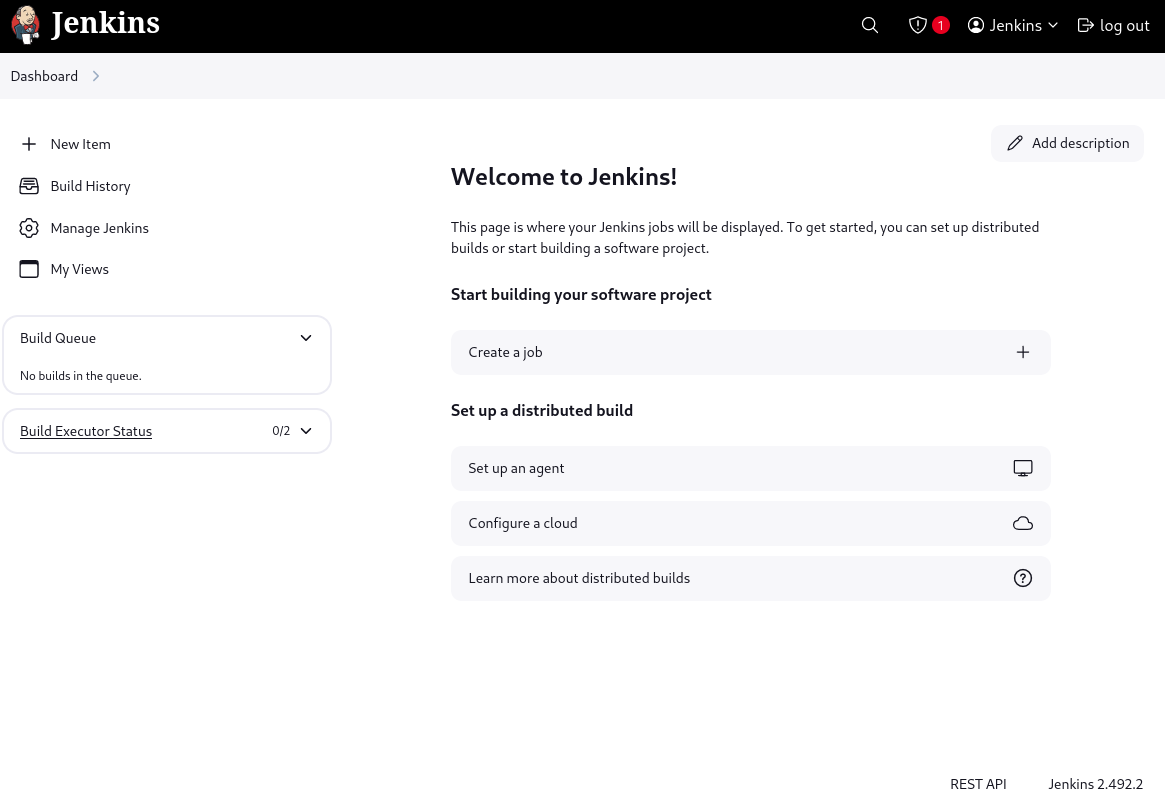 Jenkins
1
Jenkins
log out
Dashboard
New Item
Build History
Manage Jenkins
My Views
Build Queue
No builds in the queue.
Build Executor Status
0/2
Add description
Welcome to Jenkins!
This page is where your Jenkins jobs will be displayed. To get started, you can set up distributed
builds or start building a software project.
Start building your software project
Create a job
Set up a distributed build
Set up an agent
Configure a cloud
Learn more about distributed builds
REST API
Jenkins 2.492.2